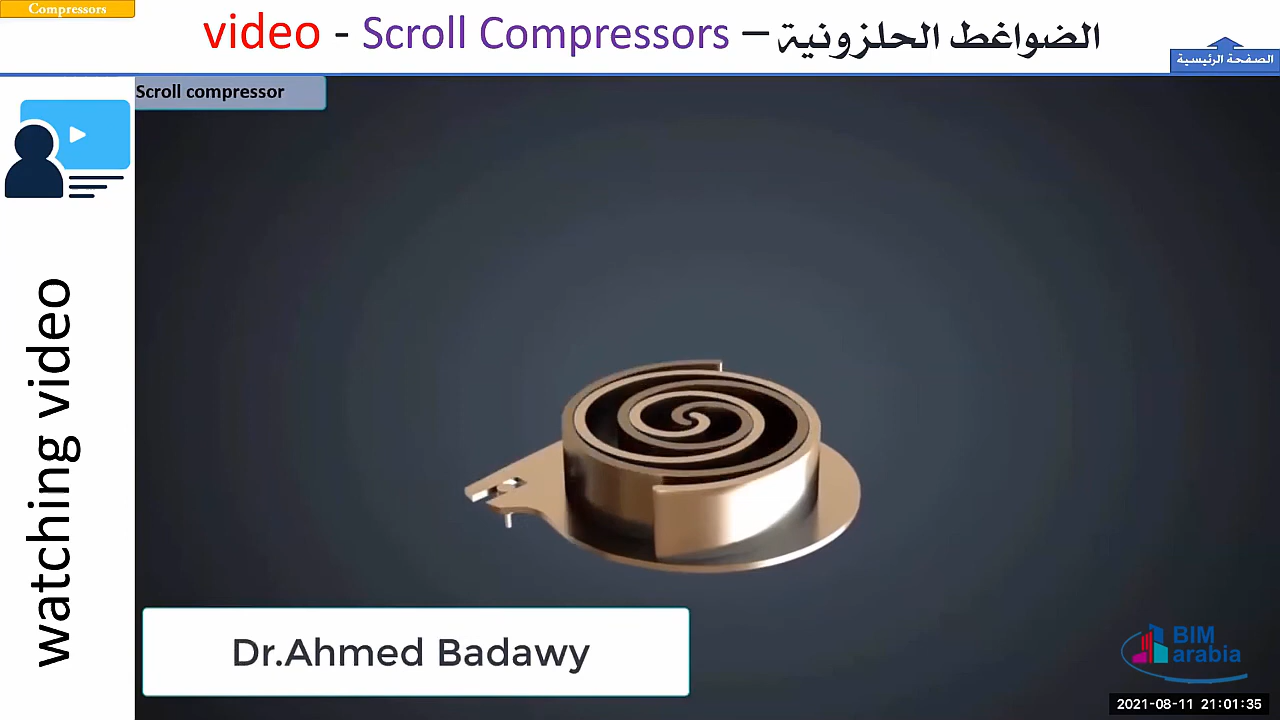 Compressors
الضواغط الحلزونية – Scroll Compressors - video
الصفحة الرئيسية
Scroll compressor
watching video
Dr.Ahmed Badawy
BIM
arabia
2021-08-11 21:01:35